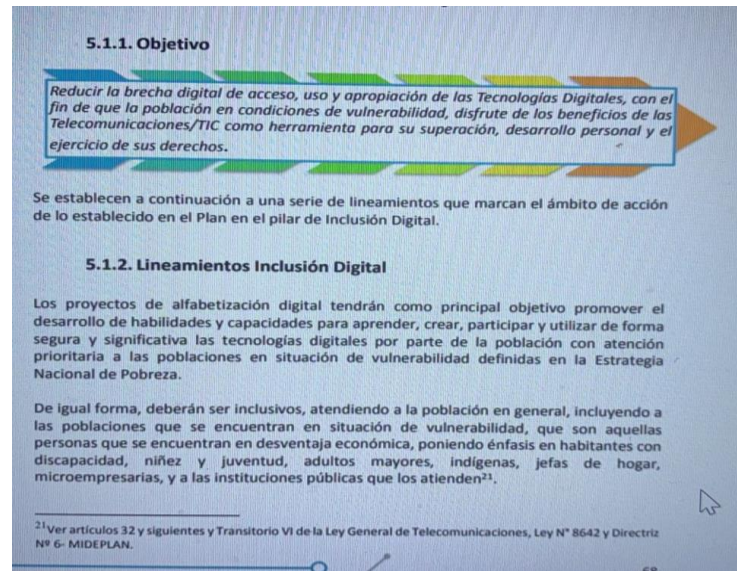 5.1.1. Objetivo
Reducir la brecha digital de acceso, uso y apropiación de las Tecnologías Digitales, con el
fin de que la población en condiciones de vulnerabilidad, disfrute de los beneficios de las
Telecomunicaciones/TIC como herramienta para su superación, desarrollo personal y el
ejercicio de sus derechos.
Se establecen a continuación a una serie de lineamientos que marcan el ámbito de acción
de lo establecido en el Plan en el pilar de Inclusión Digital.
5.1.2. Lineamientos Inclusión Digital
Los proyectos de alfabetización digital tendrán como principal objetivo promover el
desarrollo de habilidades y capacidades para aprender, crear, participar y utilizar de forma
segura y significativa las tecnologías digitales por parte de la población con atención
prioritaria a las poblaciones en situación de vulnerabilidad definidas en la Estrategia
Nacional de Pobreza.
De igual forma, deberán ser inclusivos, atendiendo a la población en general, incluyendo a
las poblaciones que se encuentran en situación de vulnerabilidad, que son aquellas
personas que se encuentran en desventaja económica, poniendo énfasis en habitantes con
discapacidad, niñez y juventud, adultos mayores, indígenas, jefas de hogar,
microempresarias, y a las instituciones públicas que los atienden²¹.
²¹Ver artículos 32 y siguientes y Transitorio VI de la Ley General de Telecomunicaciones, Ley N° 8642 y Directriz
Nº 6- MIDEPLAN.